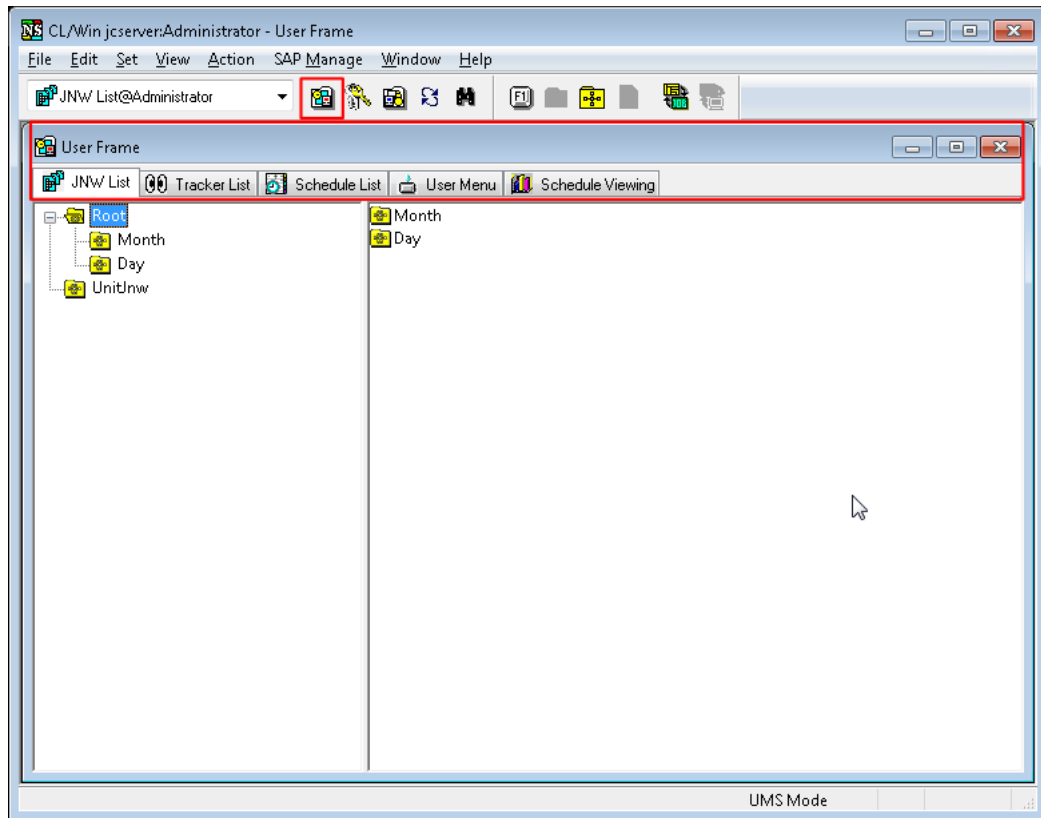 CL/Win jcserver:Administrator - User Frame
File Edit Set View Action SAP Manage Window Help
JNW List@Administrator
User Frame
JNW List Tracker List Schedule List User Menu Schedule Viewing
Root
Month
Day
UnitJnw
Month
Day
UMS Mode